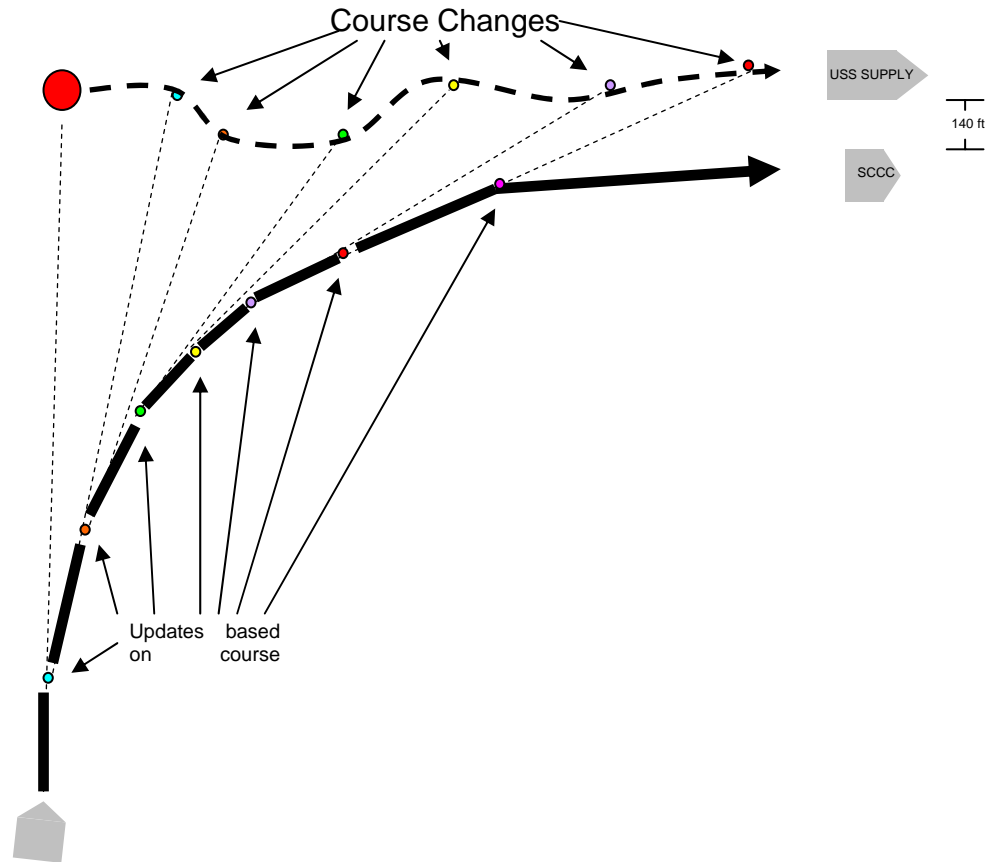 Course Changes
USS SUPPLY
140 ft
SCCC
Updates based
on course